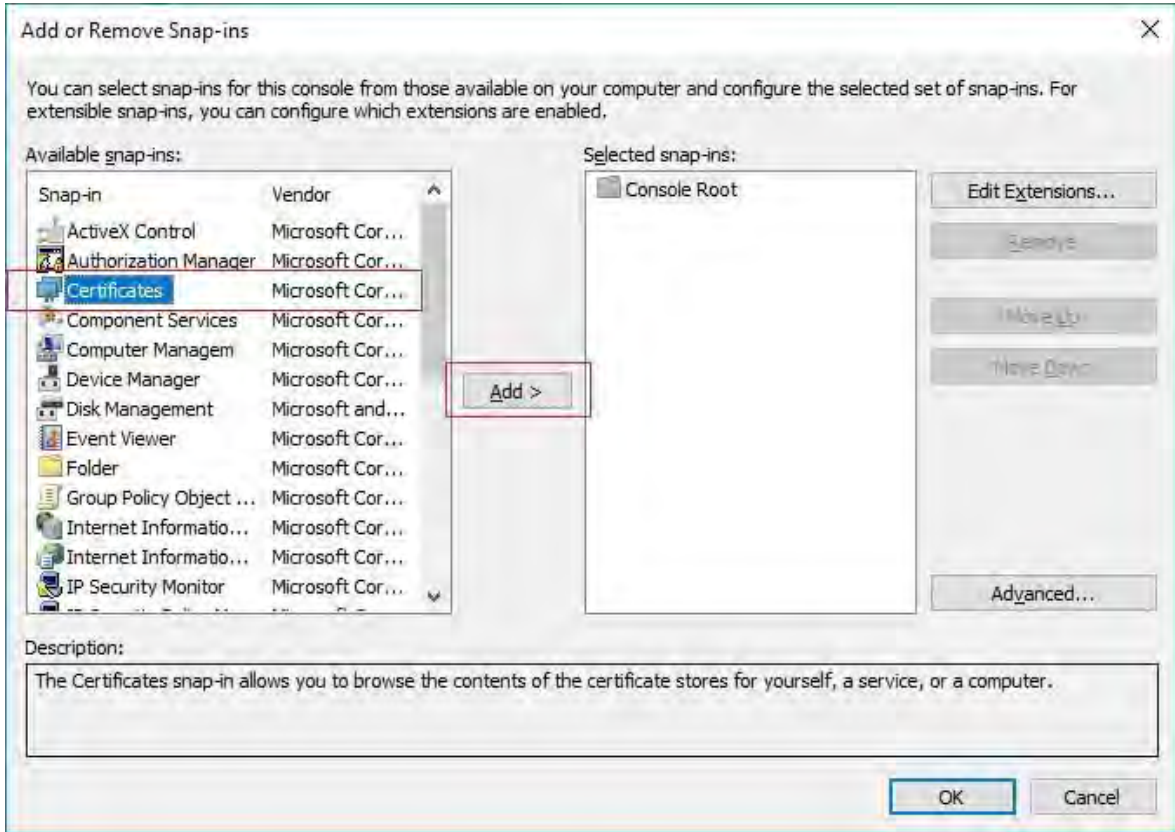 Add or Remove Snap-ins
You can select snap-ins for this console from those available on your computer and configure the selected set of snap-ins. For
extensible snap-ins, you can configure which extensions are enabled.
Available snap-ins:
Selected snap-ins:
Snap-in Vendor
ActiveX Control Microsoft Cor...
Authorization Manager Microsoft Cor...
Certificates Microsoft Cor...
Component Services Microsoft Cor...
Computer Managem Microsoft Cor...
Device Manager Microsoft Cor...
Disk Management Microsoft and...
Event Viewer Microsoft Cor...
Folder Microsoft Cor...
Group Policy Object ... Microsoft Cor...
Internet Informatio... Microsoft Cor...
Internet Informatio... Microsoft Cor...
IP Security Monitor Microsoft Cor...
Add >
Console Root
Edit Extensions...
Remove
Move Up
Move Down
Advanced...
Description:
The Certificates snap-in allows you to browse the contents of the certificate stores for yourself, a service, or a computer.
OK Cancel